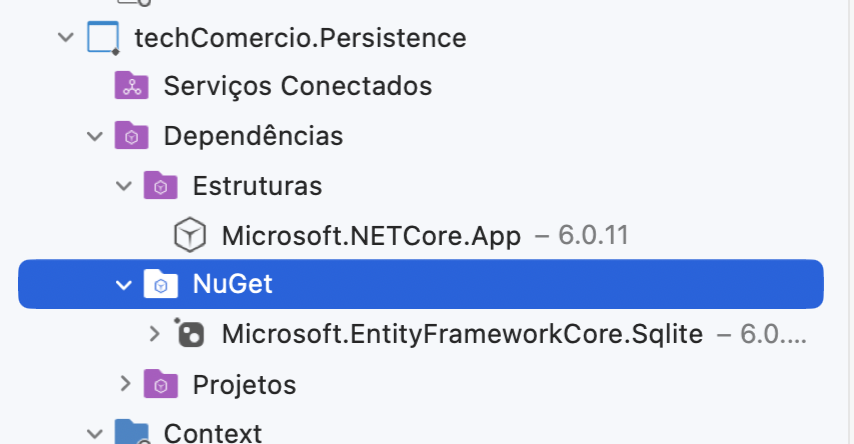 techComercio.Persistence
Serviços Conectados
Dependências
Estruturas
Microsoft.NETCore.App – 6.0.11
NuGet
Microsoft.EntityFrameworkCore.Sqlite – 6.0....
Projetos
Context